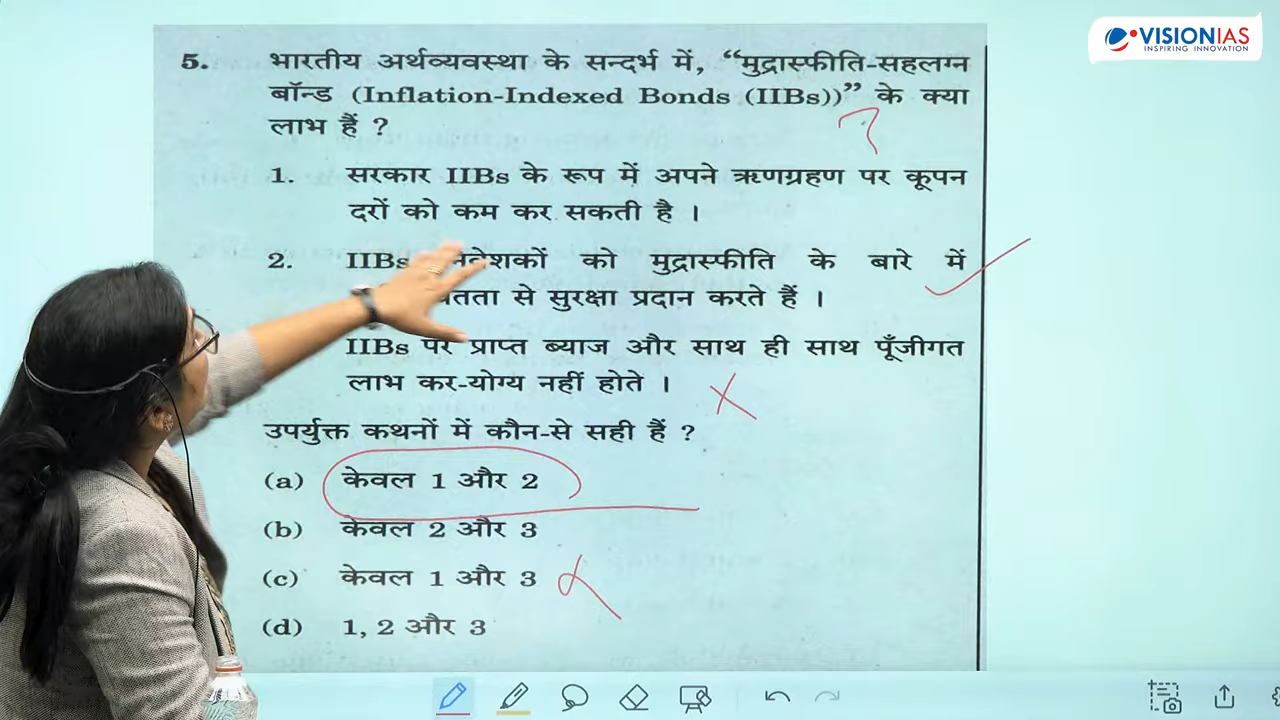 VISIONIAS
INSPIRING INNOVATION
5. भारतीय अर्थव्यवस्था के सन्दर्भ में, “मुद्रास्फीति-सहलग्न
बॉन्ड (Inflation-Indexed Bonds (IIBs))” के क्या
लाभ हैं ?
1. सरकार IIBs के रूप में अपने ऋणग्रहण पर कूपन
दरों को कम कर सकती है ।
2. IIBs को मुद्रास्फीति के बारे में
से सुरक्षा प्रदान करते हैं ।
IIBs पर प्राप्त ब्याज और साथ ही साथ पूँजीगत
लाभ कर-योग्य नहीं होते ।
उपर्युक्त कथनों में कौन-से सही हैं ?
(a) केवल 1 और 2
(b) केवल 2 और 3
(c) केवल 1 और 3
(d) 1, 2 और 3